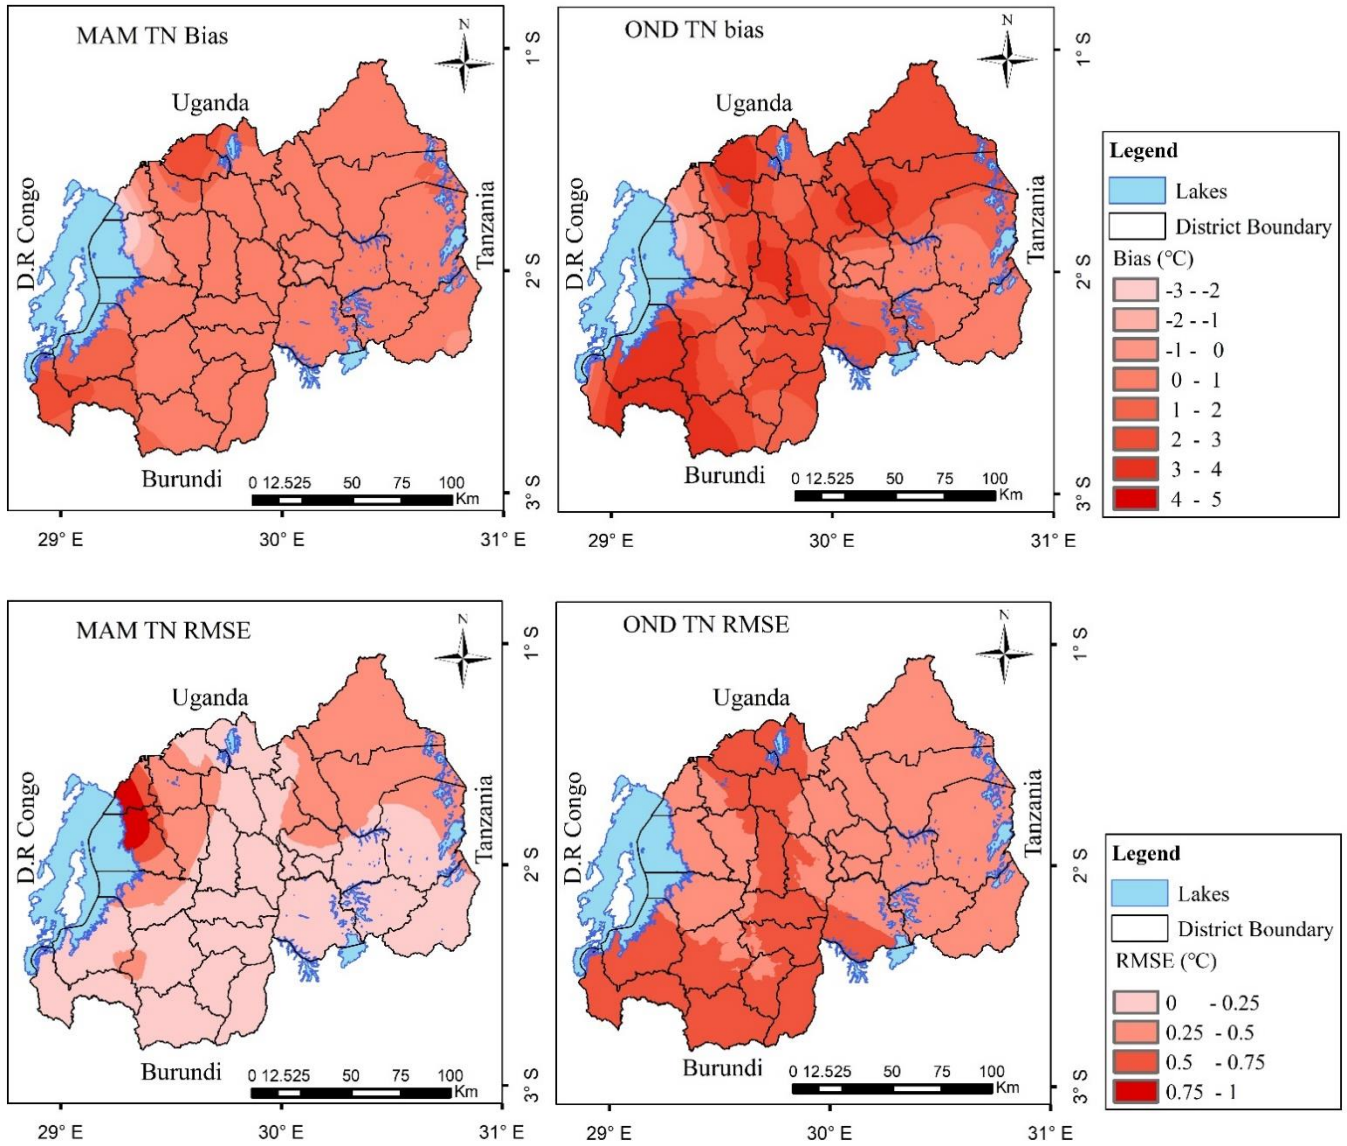 MAM TN Bias
N
1° S
Uganda
D.R Congo
Tanzania
2° S
Burundi
0 12.525 50 75 100
Km
3° S
29° E 30° E 31° E
OND TN bias
N
1° S
Uganda
D.R Congo
Tanzania
2° S
Burundi
0 12.525 50 75 100
Km
3° S
29° E 30° E 31° E
Legend
Lakes
District Boundary
Bias (°C)
-3 - -2
-2 - -1
-1 - 0
0 - 1
1 - 2
2 - 3
3 - 4
4 - 5
MAM TN RMSE
N
1° S
Uganda
D.R Congo
Tanzania
2° S
Burundi
0 12.525 50 75 100
Km
3° S
29° E 30° E 31° E
OND TN RMSE
N
1° S
Uganda
D.R Congo
Tanzania
2° S
Burundi
0 12.525 50 75 100
Km
3° S
29° E 30° E 31° E
Legend
Lakes
District Boundary
RMSE (°C)
0 - 0.25
0.25 - 0.5
0.5 - 0.75
0.75 - 1